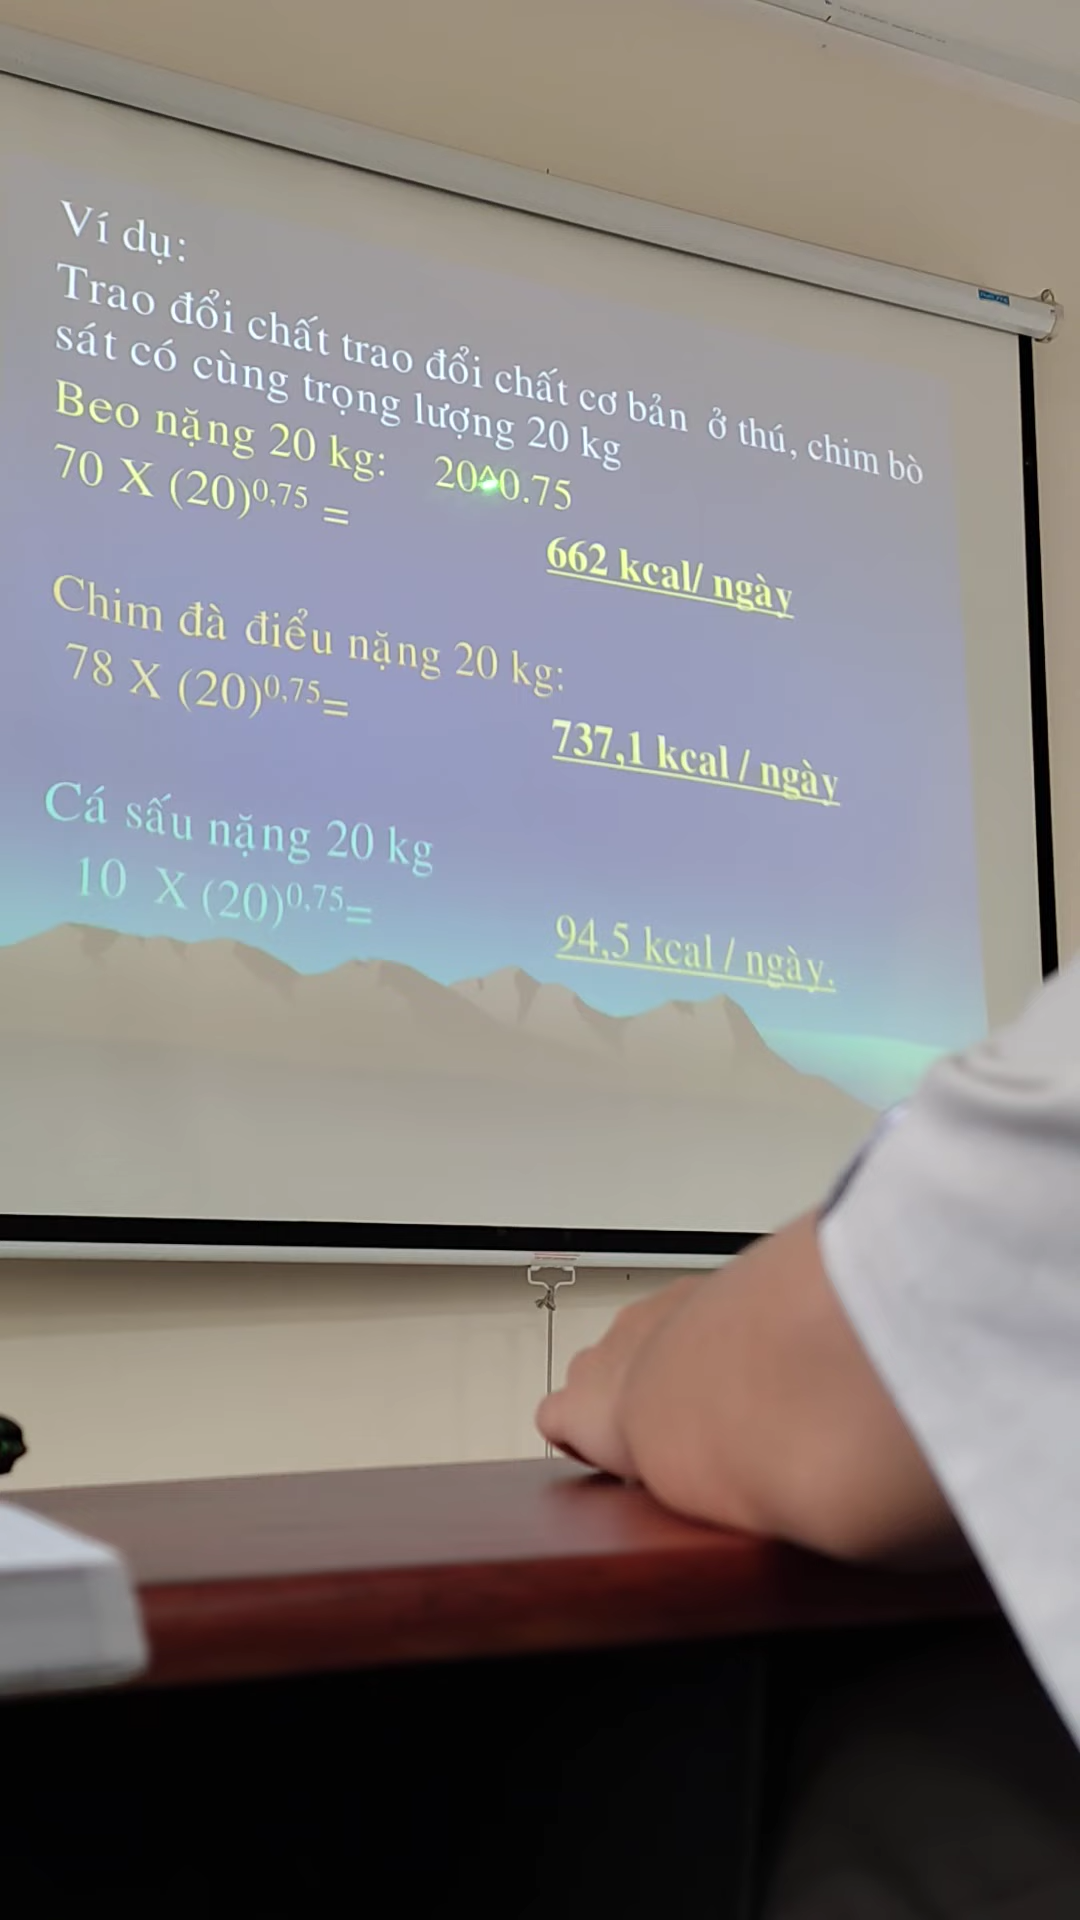 Ví dụ:
Trao đổi chất trao đổi chất cơ bản ở thú, chim bò
sát có cùng trọng lượng 20 kg
Beo nặng 20 kg: 20^0.75
70 X (20)^0,75 =
662 kcal/ ngày
Chim đà điểu nặng 20 kg:
78 X (20)^0,75=
737,1 kcal / ngày
Cá sấu nặng 20 kg
10 X (20)^0,75=
94,5 kcal / ngày.